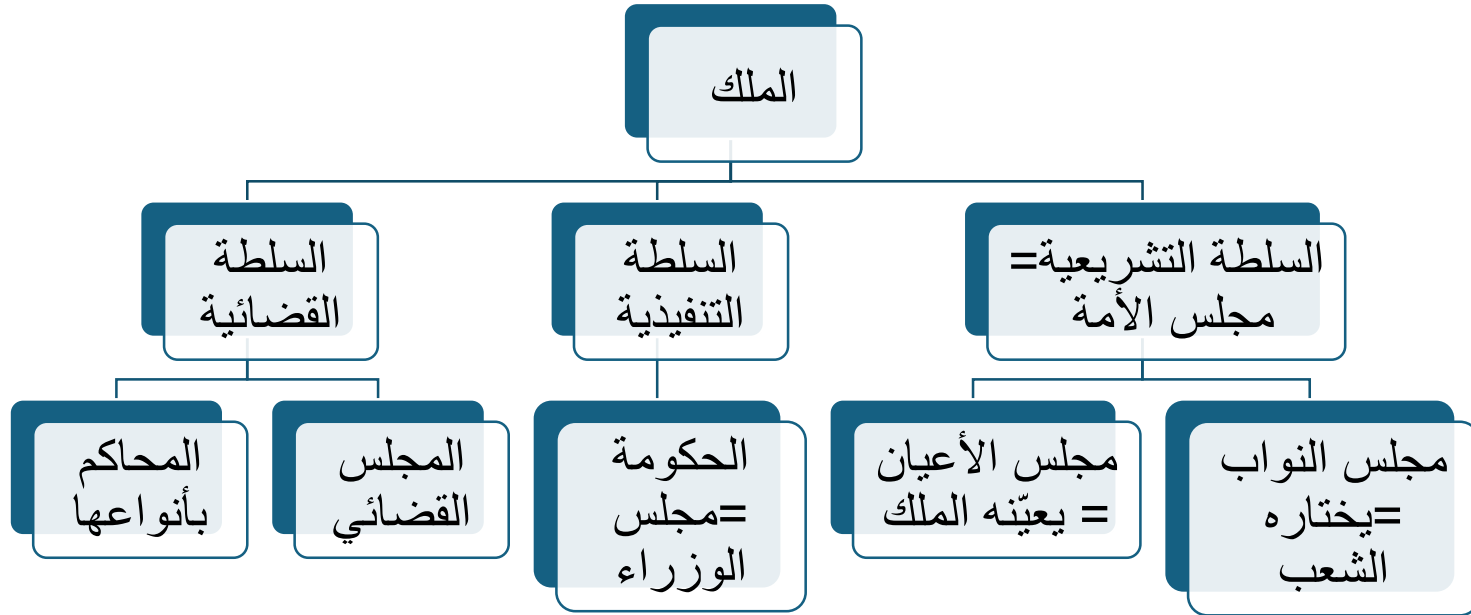 الملك
السلطة التشريعية=
مجلس الأمة
السلطة
التنفيذية
السلطة
القضائية
مجلس النواب
=يختاره
الشعب
مجلس الأعيان
= يعيّنه الملك
الحكومة
=مجلس
الوزراء
المجلس
القضائي
المحاكم
بأنواعها